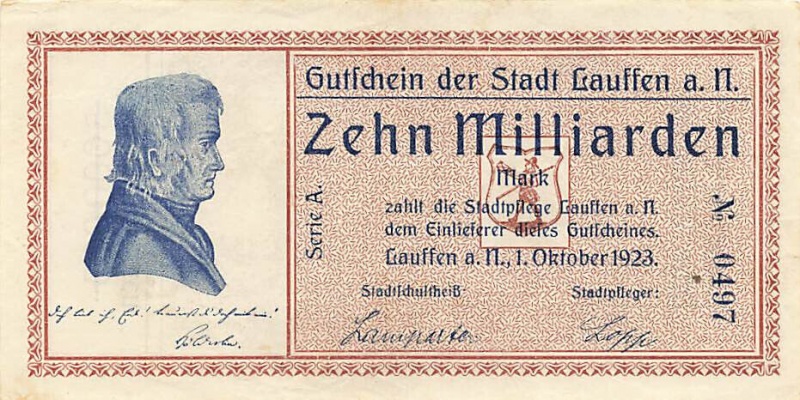 Gutschein der Stadt Lauffen a. N.
Zehn Milliarden
Mark
zahlt die Stadtpflege Lauffen a. N.
dem Einlieferer dieses Gutscheines.
Lauffen a. N., 1. Oktober 1923.
Stadtschultheiß
Stadtpfleger:
Lopp
Serie A.
№ 0497